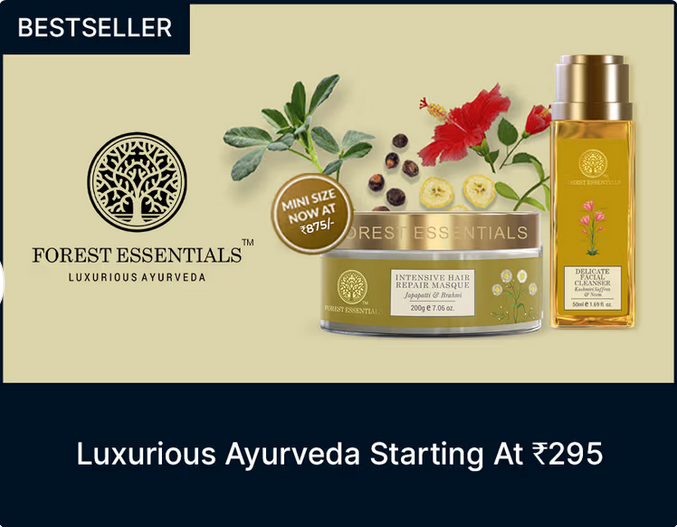 BESTSELLER
FOREST ESSENTIALS™
LUXURIOUS AYURVEDA
MINI SIZE
NOW AT
₹875/-
FOREST ESSENTIALS
FOREST ESSENTIALS
INTENSIVE HAIR
REPAIR MASQUE
Japapatti & Brahmi
200g e 7.06 oz.
FOREST ESSENTIALS
DELICATE
FACIAL
CLEANSER
Kashmiri Saffron
& Neem
50ml e 1.69 fl. oz.
Luxurious Ayurveda Starting At ₹295